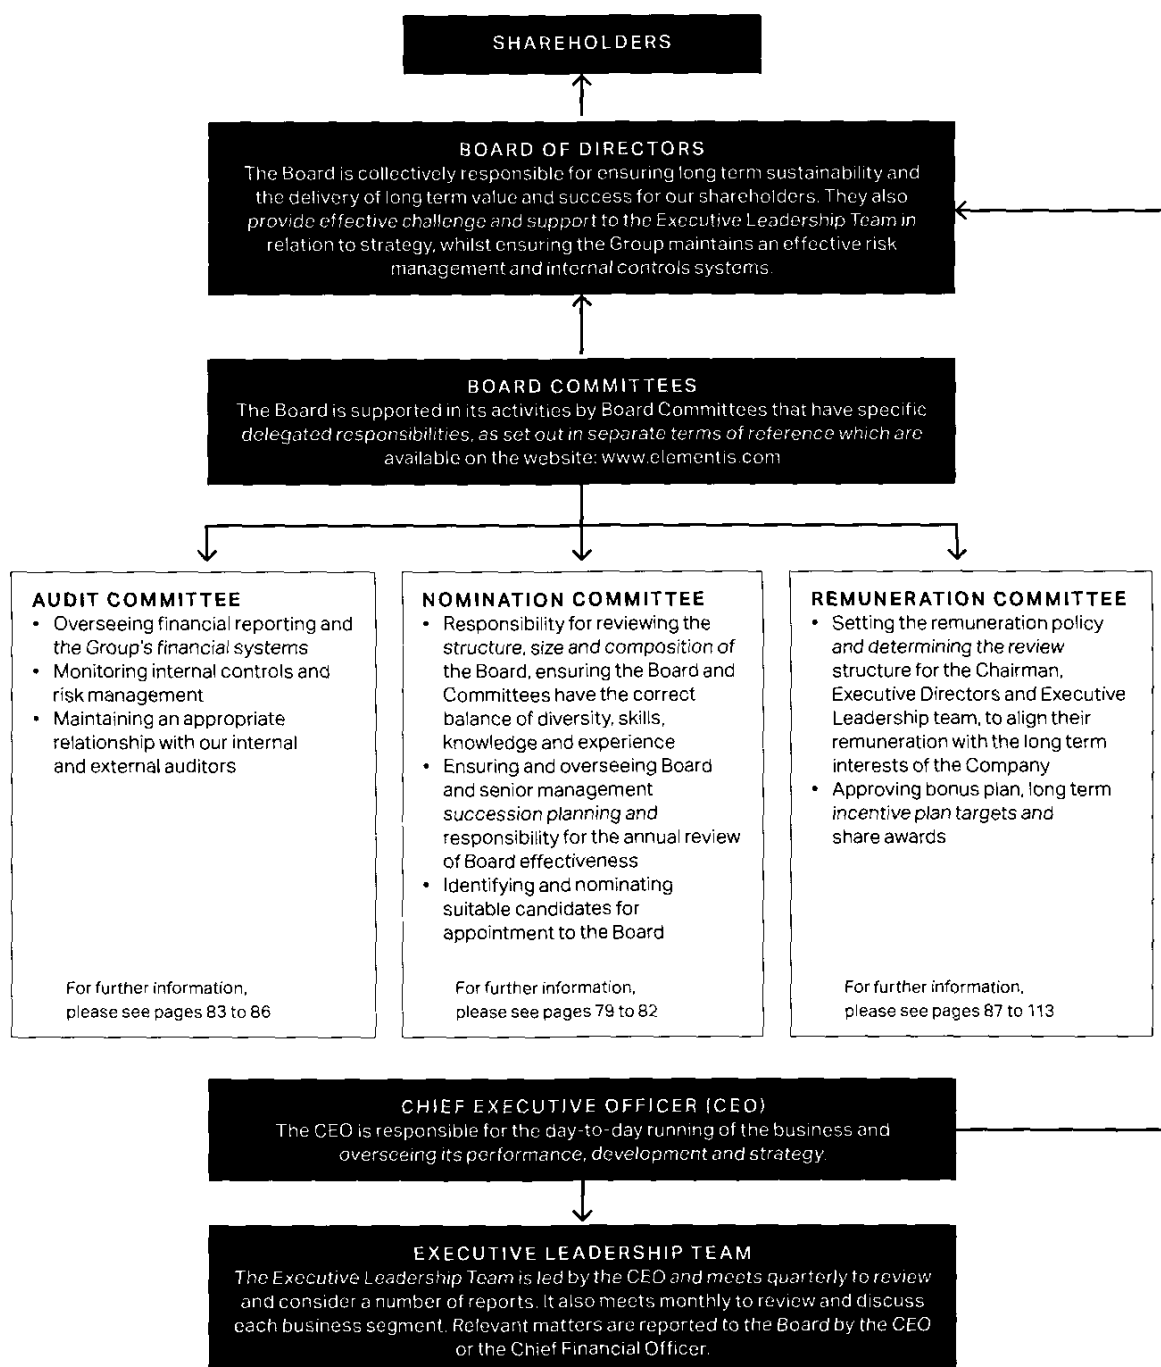 SHAREHOLDERS
BOARD OF DIRECTORS
The Board is collectively responsible for ensuring long term sustainability and
the delivery of long term value and success for our shareholders. They also
provide effective challenge and support to the Executive Leadership Team in
relation to strategy, whilst ensuring the Group maintains an effective risk
management and internal controls systems.
BOARD COMMITTEES
The Board is supported in its activities by Board Committees that have specific
delegated responsibilities, as set out in separate terms of reference which are
available on the website: www.elementis.com
AUDIT COMMITTEE
• Overseeing financial reporting and
the Group's financial systems
• Monitoring internal controls and
risk management
• Maintaining an appropriate
relationship with our internal
and external auditors
For further information,
please see pages 83 to 86
NOMINATION COMMITTEE
• Responsibility for reviewing the
structure, size and composition of
the Board, ensuring the Board and
Committees have the correct
balance of diversity, skills,
knowledge and experience
• Ensuring and overseeing Board
and senior management
succession planning and
responsibility for the annual review
of Board effectiveness
• Identifying and nominating
suitable candidates for
appointment to the Board
For further information,
please see pages 79 to 82
REMUNERATION COMMITTEE
• Setting the remuneration policy
and determining the review
structure for the Chairman,
Executive Directors and Executive
Leadership team, to align their
remuneration with the long term
interests of the Company
• Approving bonus plan, long term
incentive plan targets and
share awards
For further information,
please see pages 87 to 113
CHIEF EXECUTIVE OFFICER (CEO)
The CEO is responsible for the day-to-day running of the business and
overseeing its performance, development and strategy.
EXECUTIVE LEADERSHIP TEAM
The Executive Leadership Team is led by the CEO and meets quarterly to review
and consider a number of reports. It also meets monthly to review and discuss
each business segment. Relevant matters are reported to the Board by the CEO
or the Chief Financial Officer.